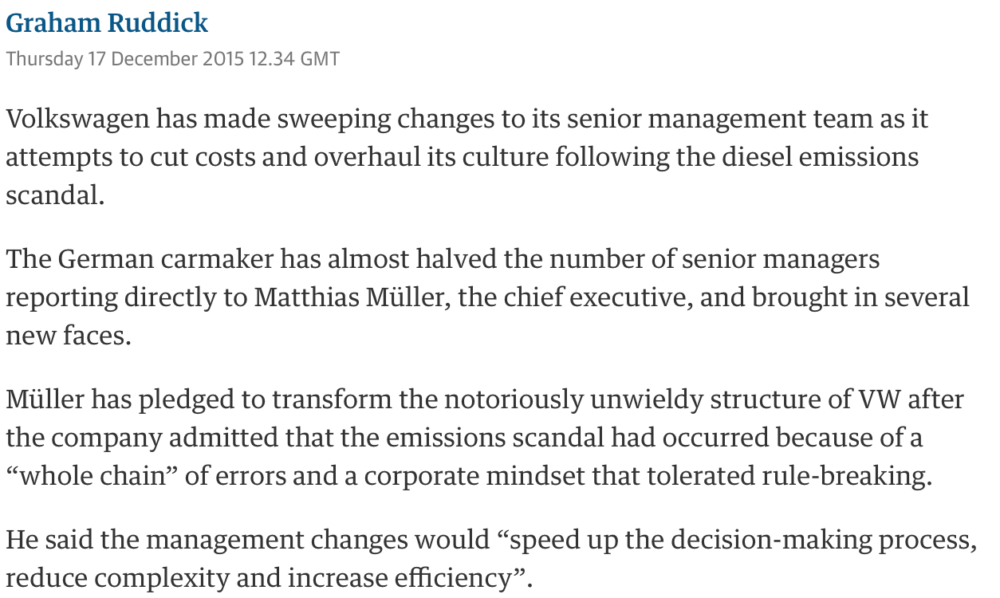 Graham Ruddick
Thursday 17 December 2015 12.34 GMT
Volkswagen has made sweeping changes to its senior management team as it
attempts to cut costs and overhaul its culture following the diesel emissions
scandal.
The German carmaker has almost halved the number of senior managers
reporting directly to Matthias Müller, the chief executive, and brought in several
new faces.
Müller has pledged to transform the notoriously unwieldy structure of VW after
the company admitted that the emissions scandal had occurred because of a
“whole chain” of errors and a corporate mindset that tolerated rule-breaking.
He said the management changes would “speed up the decision-making process,
reduce complexity and increase efficiency”.